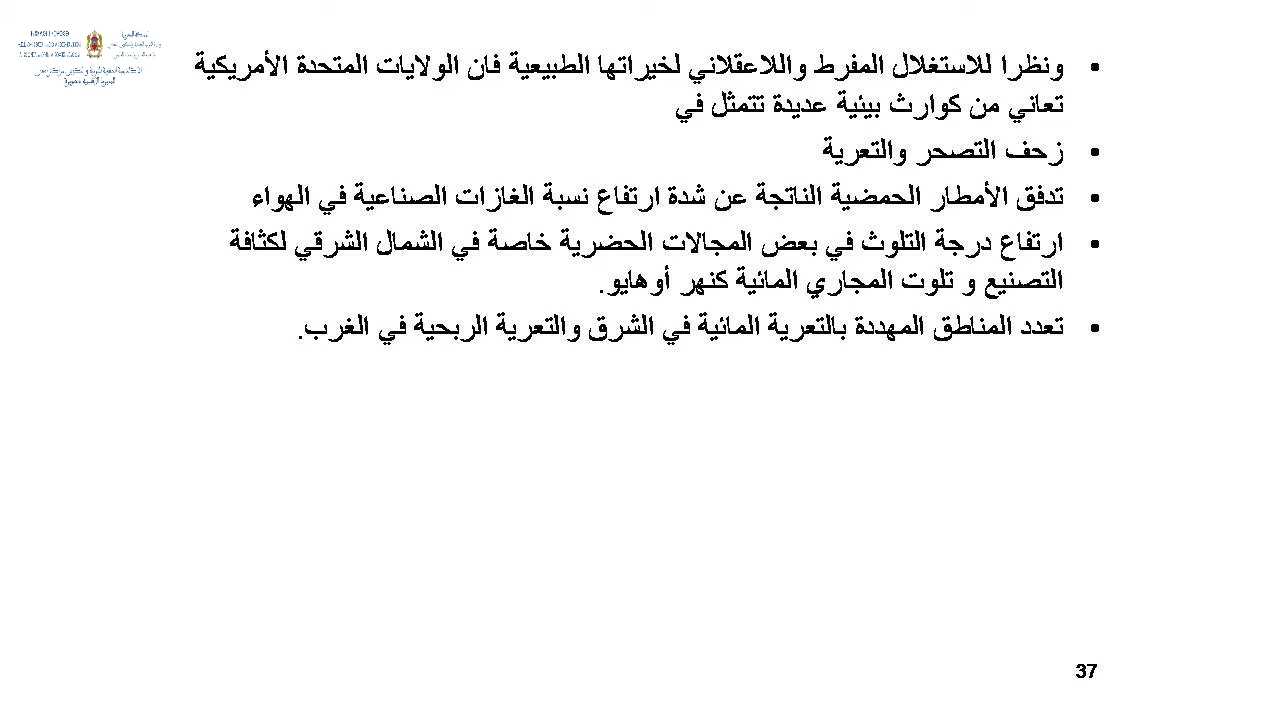 • ونظرا للاستغلال المفرط واللاعقلاني لخيراتها الطبيعية فان الولايات المتحدة الأمريكية
تعاني من كوارث بيئية عديدة تتمثل في
• زحف التصحر والتعرية
• تدفق الأمطار الحمضية الناتجة عن شدة ارتفاع نسبة الغازات الصناعية في الهواء
• ارتفاع درجة التلوث في بعض المجالات الحضرية خاصة في الشمال الشرقي لكثافة
التصنيع و تلوت المجاري المائية كنهر أوهايو.
• تعدد المناطق المهددة بالتعرية المائية في الشرق والتعرية الريحية في الغرب.
37